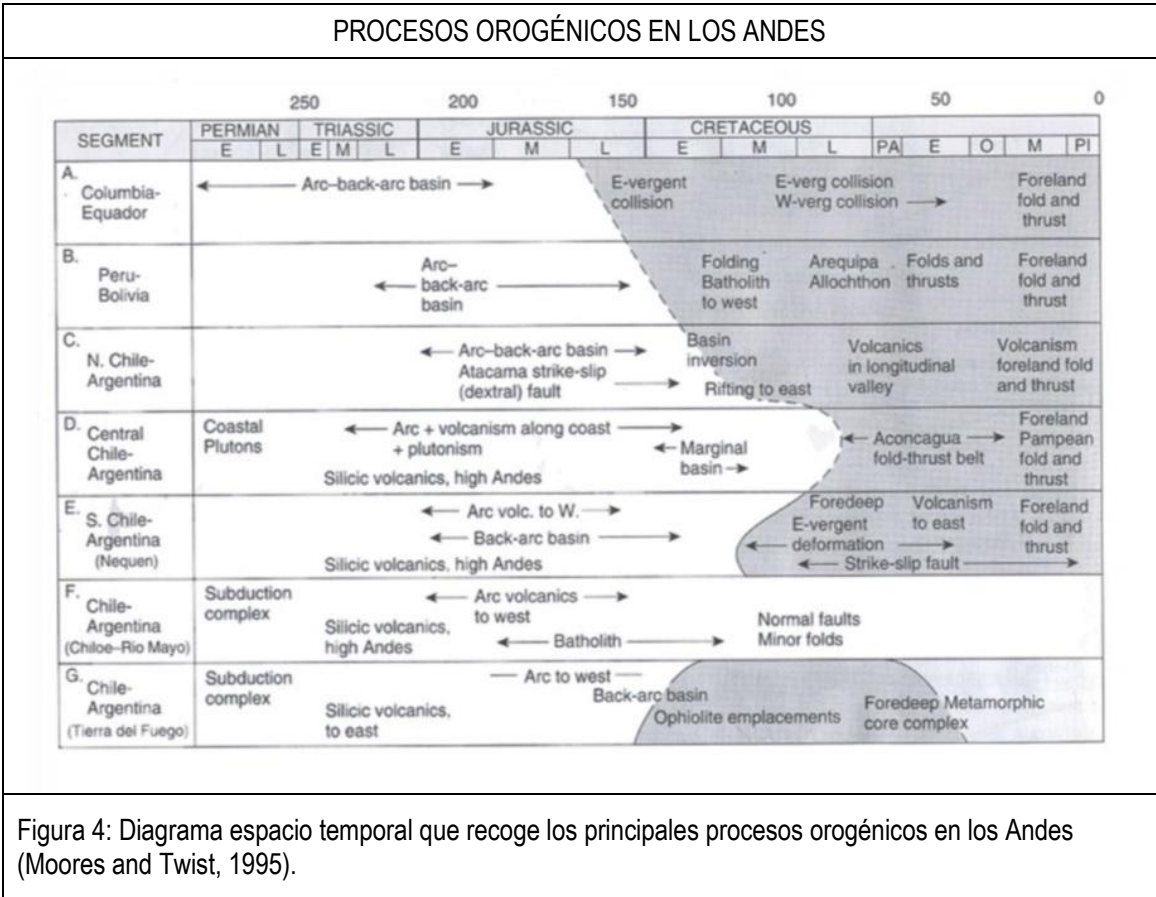 PROCESOS OROGÉNICOS EN LOS ANDES
250 200 150 100 50 0
SEGMENT PERMIAN TRIASSIC JURASSIC CRETACEOUS
E L E M L E M L E M L PA E O M Pl
A.
Columbia-
Equador
Arc–back-arc basin
E-vergent
collision
E-verg collision
W-verg collision
Foreland
fold and
thrust
B.
Peru-
Bolivia
Arc–
back-arc
basin
Folding
Batholith
to west
Arequipa
Allochthon
Folds and
thrusts
Foreland
fold and
thrust
C.
N. Chile-
Argentina
Arc–back-arc basin
Atacama strike-slip
(dextral) fault
Basin
inversion
Rifting to east
Volcanics
in longitudinal
valley
Volcanism
foreland fold
and thrust
D.
Central
Chile-
Argentina
Coastal
Plutons
Arc + volcanism along coast
+ plutonism
Silicic volcanics, high Andes
Marginal
basin
Aconcagua
fold-thrust belt
Foreland
Pampean
fold and
thrust
E.
S. Chile-
Argentina
(Nequen)
Arc volc. to W.
Back-arc basin
Silicic volcanics, high Andes
Foredeep
E-vergent
deformation
Volcanism
to east
Strike-slip fault
Foreland
fold and
thrust
F.
Chile-
Argentina
(Chiloe–Rio Mayo)
Subduction
complex
Silicic volcanics,
high Andes
Arc volcanics
to west
Batholith
Normal faults
Minor folds
G.
Chile-
Argentina
(Tierra del Fuego)
Subduction
complex
Silicic volcanics,
to east
Arc to west
Back-arc basin
Ophiolite emplacements
Foredeep Metamorphic
core complex
Figura 4: Diagrama espacio temporal que recoge los principales procesos orogénicos en los Andes
(Moores and Twist, 1995).